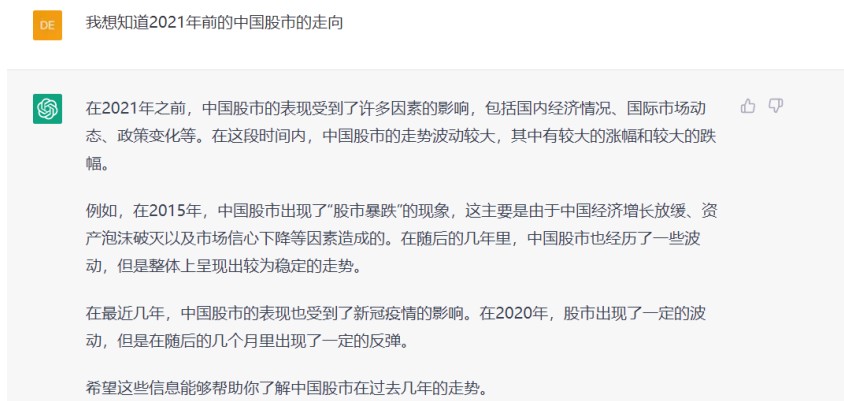 DE
我想知道2021年前的中国股市的走向
在2021年之前，中国股市的表现受到了许多因素的影响，包括国内经济情况、国际市场动
态、政策变化等。在这段时间内，中国股市的走势波动较大，其中有较大的涨幅和较大的跌
幅。
例如，在2015年，中国股市出现了“股市暴跌”的现象，这主要是由于中国经济增长放缓、资
产泡沫破灭以及市场信心下降等因素造成的。在随后的几年里，中国股市也经历了一些波
动，但是整体上呈现出较为稳定的走势。
在最近几年，中国股市的表现也受到了新冠疫情的影响。在2020年，股市出现了一定的波
动，但是在随后的几个月里出现了一定的反弹。
希望这些信息能够帮助你了解中国股市在过去几年的走势。